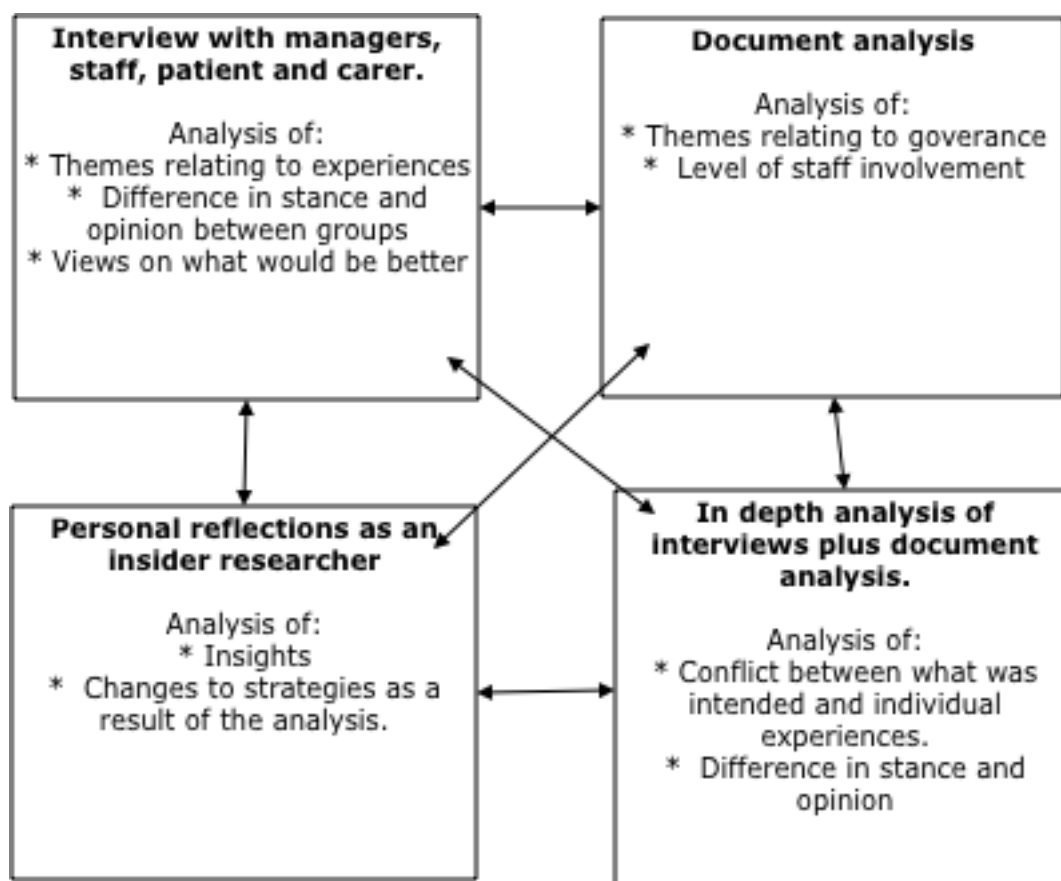 Interview with managers,
staff, patient and carer.
Analysis of:
* Themes relating to experiences
* Difference in stance and
opinion between groups
* Views on what would be better
Document analysis
Analysis of:
* Themes relating to goverance
* Level of staff involvement
Personal reflections as an
insider researcher
Analysis of:
* Insights
* Changes to strategies as a
result of the analysis.
In depth analysis of
interviews plus document
analysis.
Analysis of:
* Conflict between what was
intended and individual
experiences.
* Difference in stance and
opinion